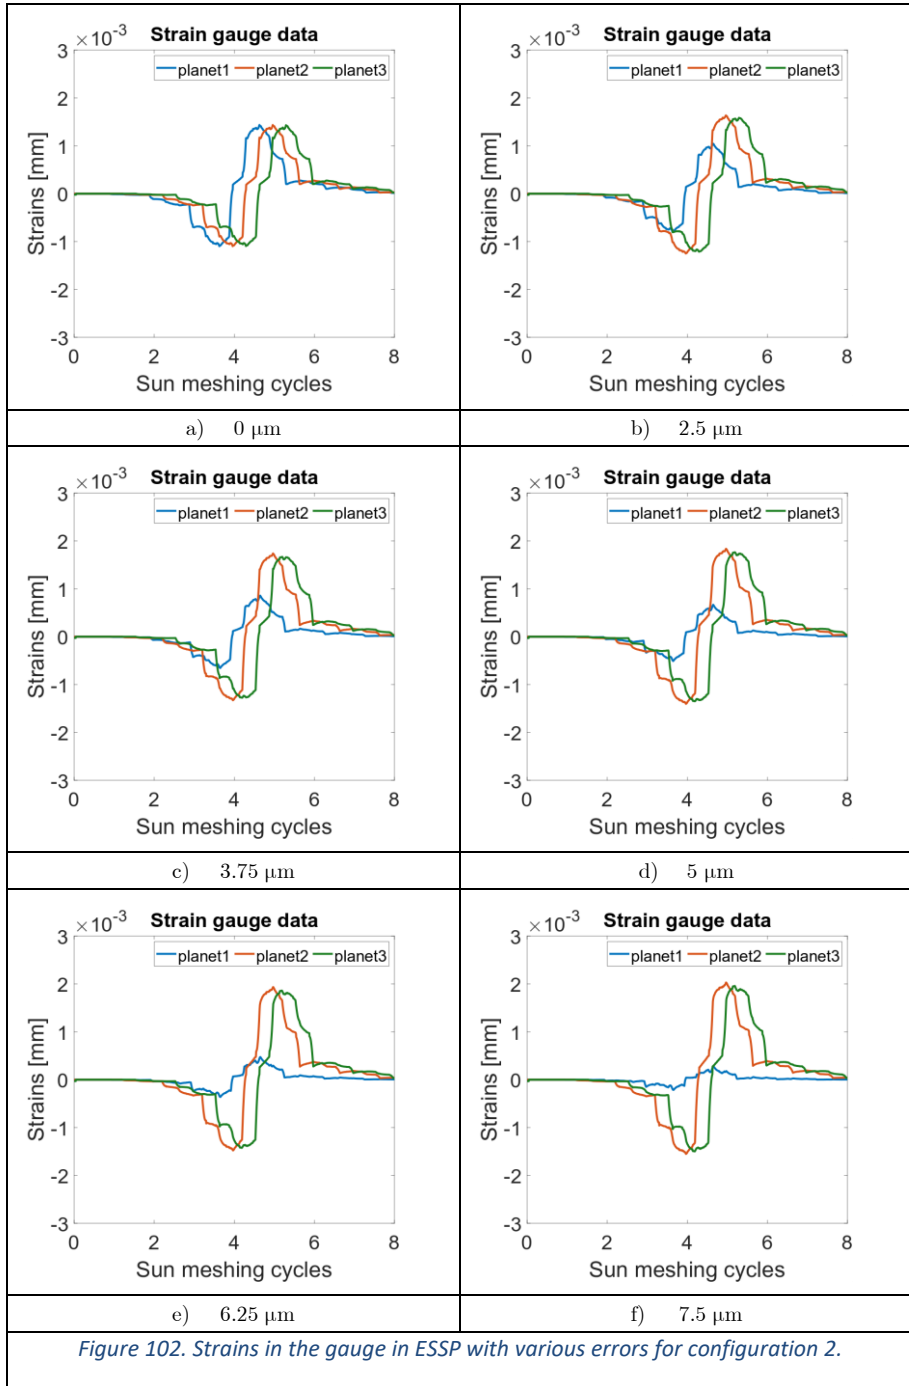 ×10⁻³ Strain gauge data
planet1 planet2 planet3
3
2
1
0
-1
-2
-3
Strains [mm]
0 2 4 6 8
Sun meshing cycles
a) 0 μm
×10⁻³ Strain gauge data
planet1 planet2 planet3
3
2
1
0
-1
-2
-3
Strains [mm]
0 2 4 6 8
Sun meshing cycles
b) 2.5 μm
×10⁻³ Strain gauge data
planet1 planet2 planet3
3
2
1
0
-1
-2
-3
Strains [mm]
0 2 4 6 8
Sun meshing cycles
c) 3.75 μm
×10⁻³ Strain gauge data
planet1 planet2 planet3
3
2
1
0
-1
-2
-3
Strains [mm]
0 2 4 6 8
Sun meshing cycles
d) 5 μm
×10⁻³ Strain gauge data
planet1 planet2 planet3
3
2
1
0
-1
-2
-3
Strains [mm]
0 2 4 6 8
Sun meshing cycles
e) 6.25 μm
×10⁻³ Strain gauge data
planet1 planet2 planet3
3
2
1
0
-1
-2
-3
Strains [mm]
0 2 4 6 8
Sun meshing cycles
f) 7.5 μm
Figure 102. Strains in the gauge in ESSP with various errors for configuration 2.